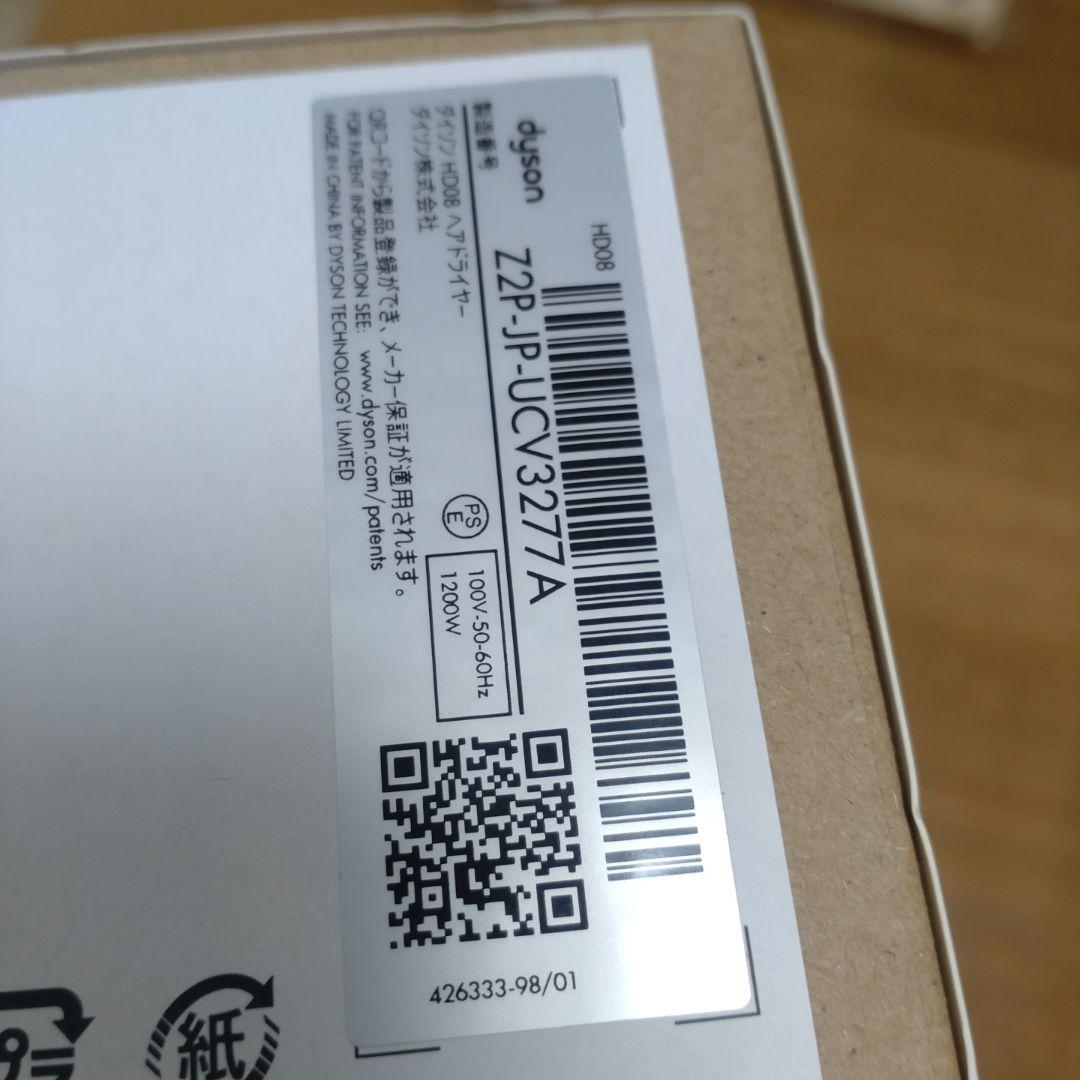 dyson
HD08
製造番号
Z2P-JP-UCV3277A
ダイソン HD08 ヘアドライヤー
ダイソン株式会社
PS
E
100V-50-60Hz
1200W
QRコードから製品登録ができ、メーカー保証が適用されます。
FOR PATENT INFORMATION SEE: www.dyson.com/patents
MADE IN CHINA BY DYSON TECHNOLOGY LIMITED
426333-98/01
プラ
紙